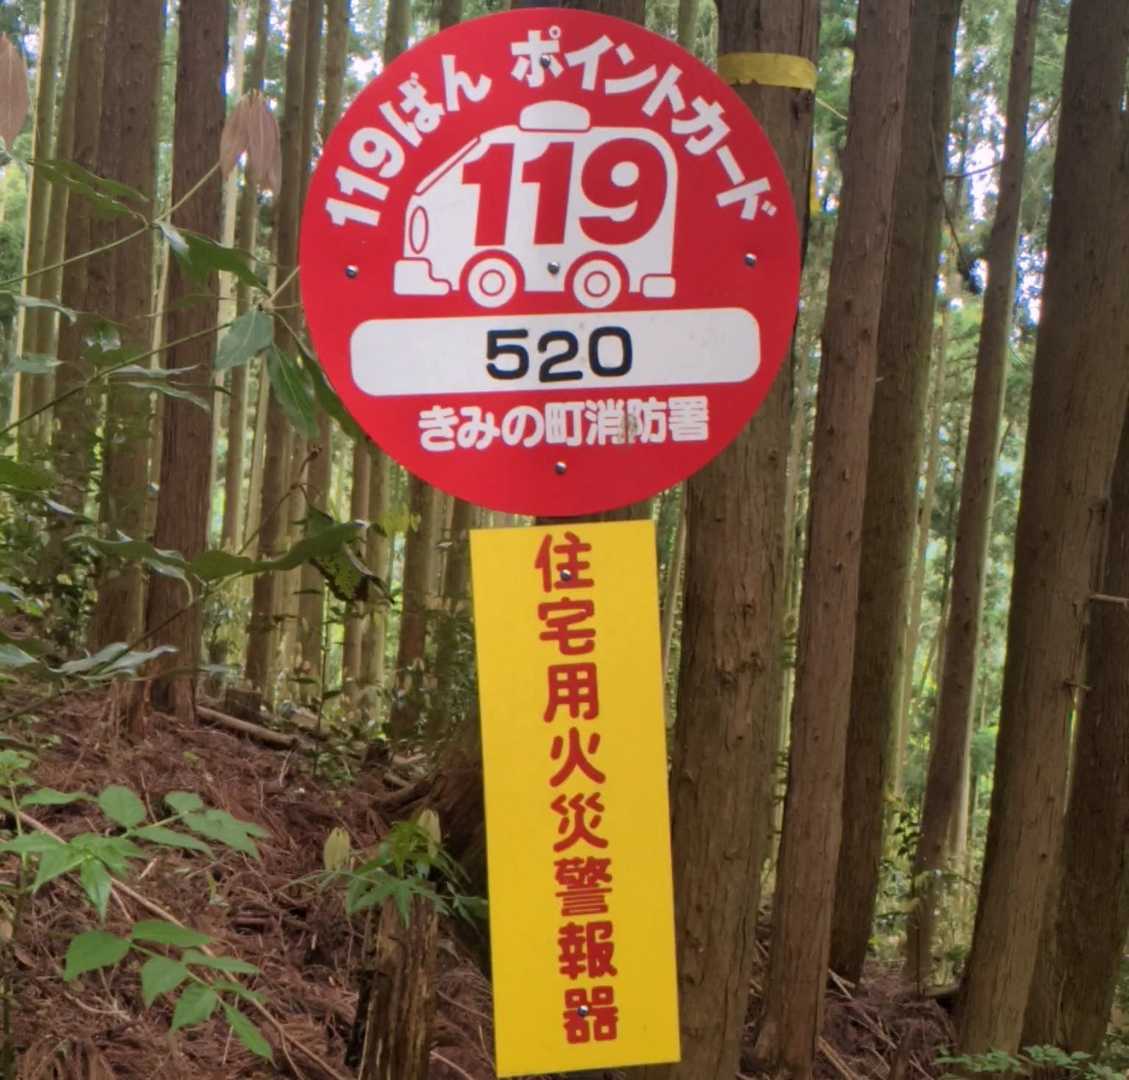 119ばん ポイントカード
119
520
きみの町消防署
住宅用火災警報器